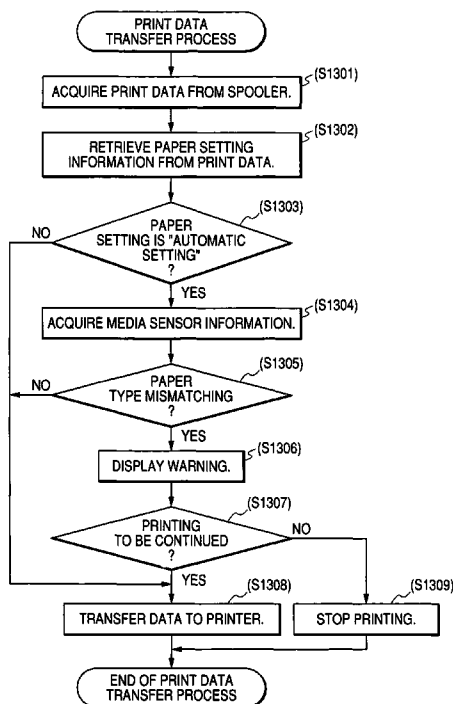 PRINT DATA
TRANSFER PROCESS
(S1301)
ACQUIRE PRINT DATA FROM SPOOLER.
(S1302)
RETRIEVE PAPER SETTING
INFORMATION FROM PRINT DATA.
(S1303)
NO
PAPER
SETTING IS "AUTOMATIC
SETTING"
?
YES
(S1304)
ACQUIRE MEDIA SENSOR INFORMATION.
(S1305)
NO
PAPER
TYPE MISMATCHING
?
YES
(S1306)
DISPLAY WARNING.
(S1307)
PRINTING
TO BE CONTINUED
?
NO
YES
(S1308)
(S1309)
TRANSFER DATA TO PRINTER.
STOP PRINTING.
END OF PRINT DATA
TRANSFER PROCESS